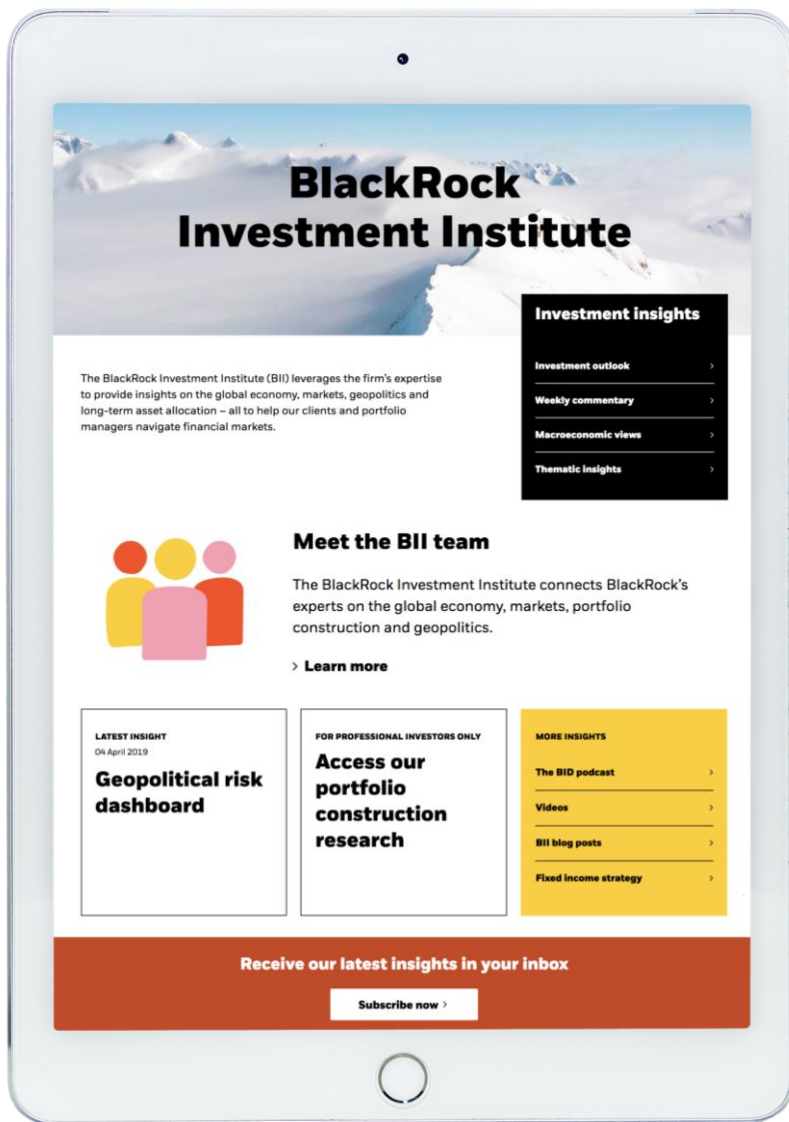 BlackRock
Investment Institute
Investment insights
Investment outlook
Weekly commentary
Macroeconomic views
Thematic insights
The BlackRock Investment Institute (BII) leverages the firm's expertise
to provide insights on the global economy, markets, geopolitics and
long-term asset allocation – all to help our clients and portfolio
managers navigate financial markets.
Meet the BII team
The BlackRock Investment Institute connects BlackRock's
experts on the global economy, markets, portfolio
construction and geopolitics.
> Learn more
LATEST INSIGHT
04 April 2019
Geopolitical risk
dashboard
FOR PROFESSIONAL INVESTORS ONLY
Access our
portfolio
construction
research
MORE INSIGHTS
The BID podcast
Videos
BII blog posts
Fixed income strategy
Receive our latest insights in your inbox
Subscribe now >